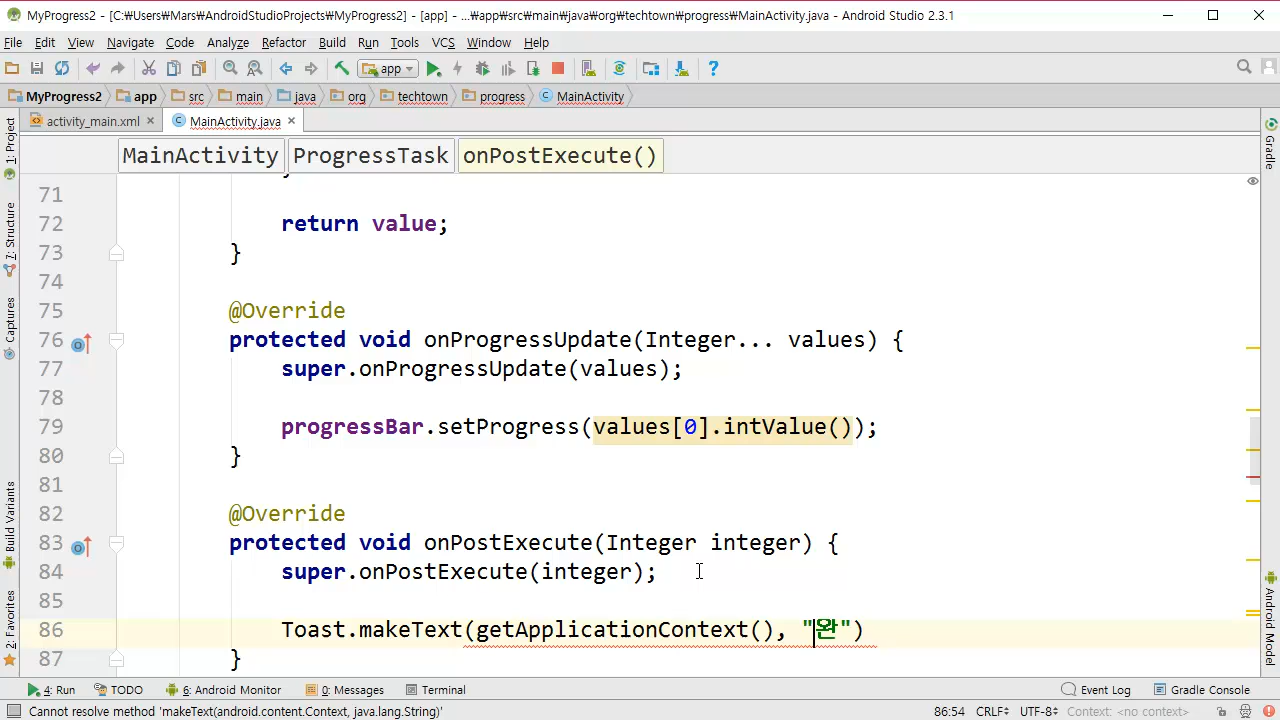 MyProgress2 - [C:₩Users₩Mars₩AndroidStudioProjects₩MyProgress2] - [app] - ...₩app₩src₩main₩java₩org₩techtown₩progress₩MainActivity.java - Android Studio 2.3.1
File Edit View Navigate Code Analyze Refactor Build Run Tools VCS Window Help
app
MyProgress2 app src main java org techtown progress MainActivity
activity_main.xml MainActivity.java
MainActivity ProgressTask onPostExecute()
71
72 return value;
73 }
74
75 @Override
76 protected void onProgressUpdate(Integer... values) {
77 super.onProgressUpdate(values);
78
79 progressBar.setProgress(values[0].intValue());
80 }
81
82 @Override
83 protected void onPostExecute(Integer integer) {
84 super.onPostExecute(integer);
85
86 Toast.makeText(getApplicationContext(), "완")
87 }
1: Project
7: Structure
Captures
Build Variants
2: Favorites
Gradle
Android Model
4: Run TODO 6: Android Monitor 0: Messages Terminal Event Log Gradle Console
Cannot resolve method 'makeText(android.content.Context, java.lang.String)' 86:54 CRLF÷ UTF-8÷ Context: <no context>